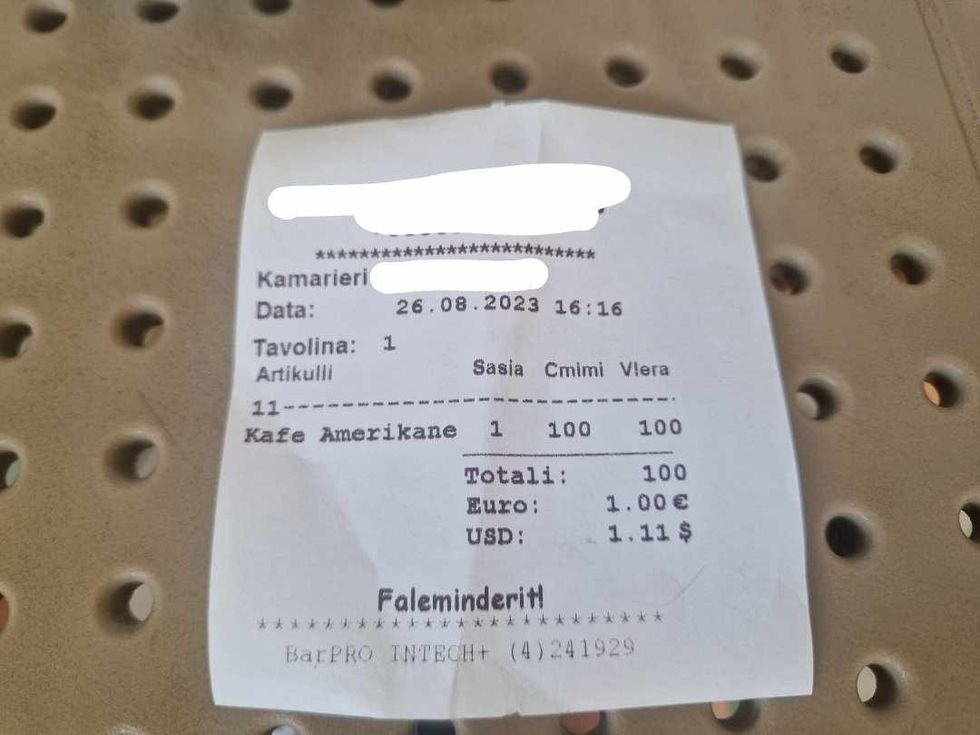 *************************
Kamarieri
Data: 26.08.2023 16:16
Tavolina: 1
Artikulli Sasia Cmimi Vlera
11-----------------------------
Kafe Amerikane 1 100 100
Totali: 100
Euro: 1.00€
USD: 1.11$
Faleminderit!
******************************
BarPRO INTECH+ (4)241929